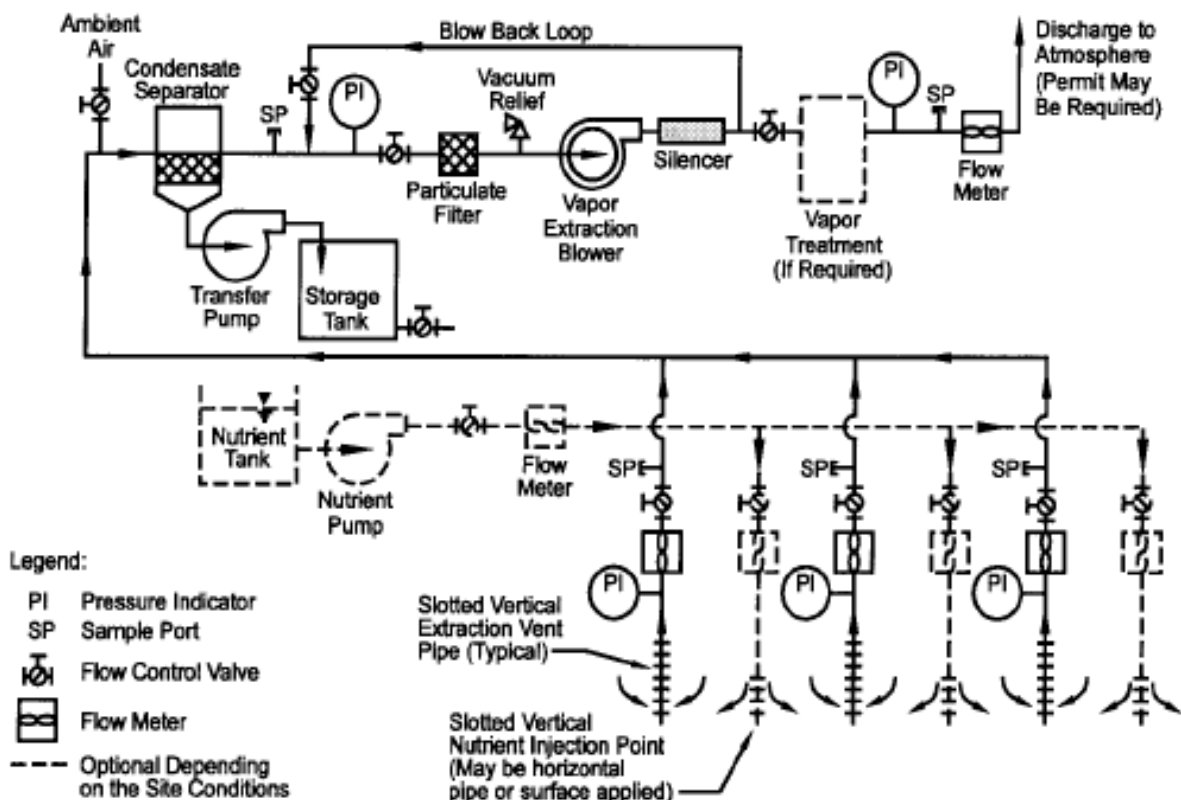 Ambient
Air
Condensate
Separator
SP
Blow Back Loop
PI
Vacuum
Relief
Particulate
Filter
Vapor
Extraction
Blower
Silencer
Vapor
Treatment
(If Required)
PI
SP
Flow
Meter
Discharge to
Atmosphere
(Permit May
Be Required)
Transfer
Pump
Storage
Tank
Nutrient
Tank
Nutrient
Pump
Flow
Meter
SP
SP
SP
PI
PI
PI
Slotted Vertical
Extraction Vent
Pipe (Typical)
Slotted Vertical
Nutrient Injection Point
(May be horizontal
pipe or surface applied)
Legend:
PI Pressure Indicator
SP Sample Port
Flow Control Valve
Flow Meter
Optional Depending
on the Site Conditions